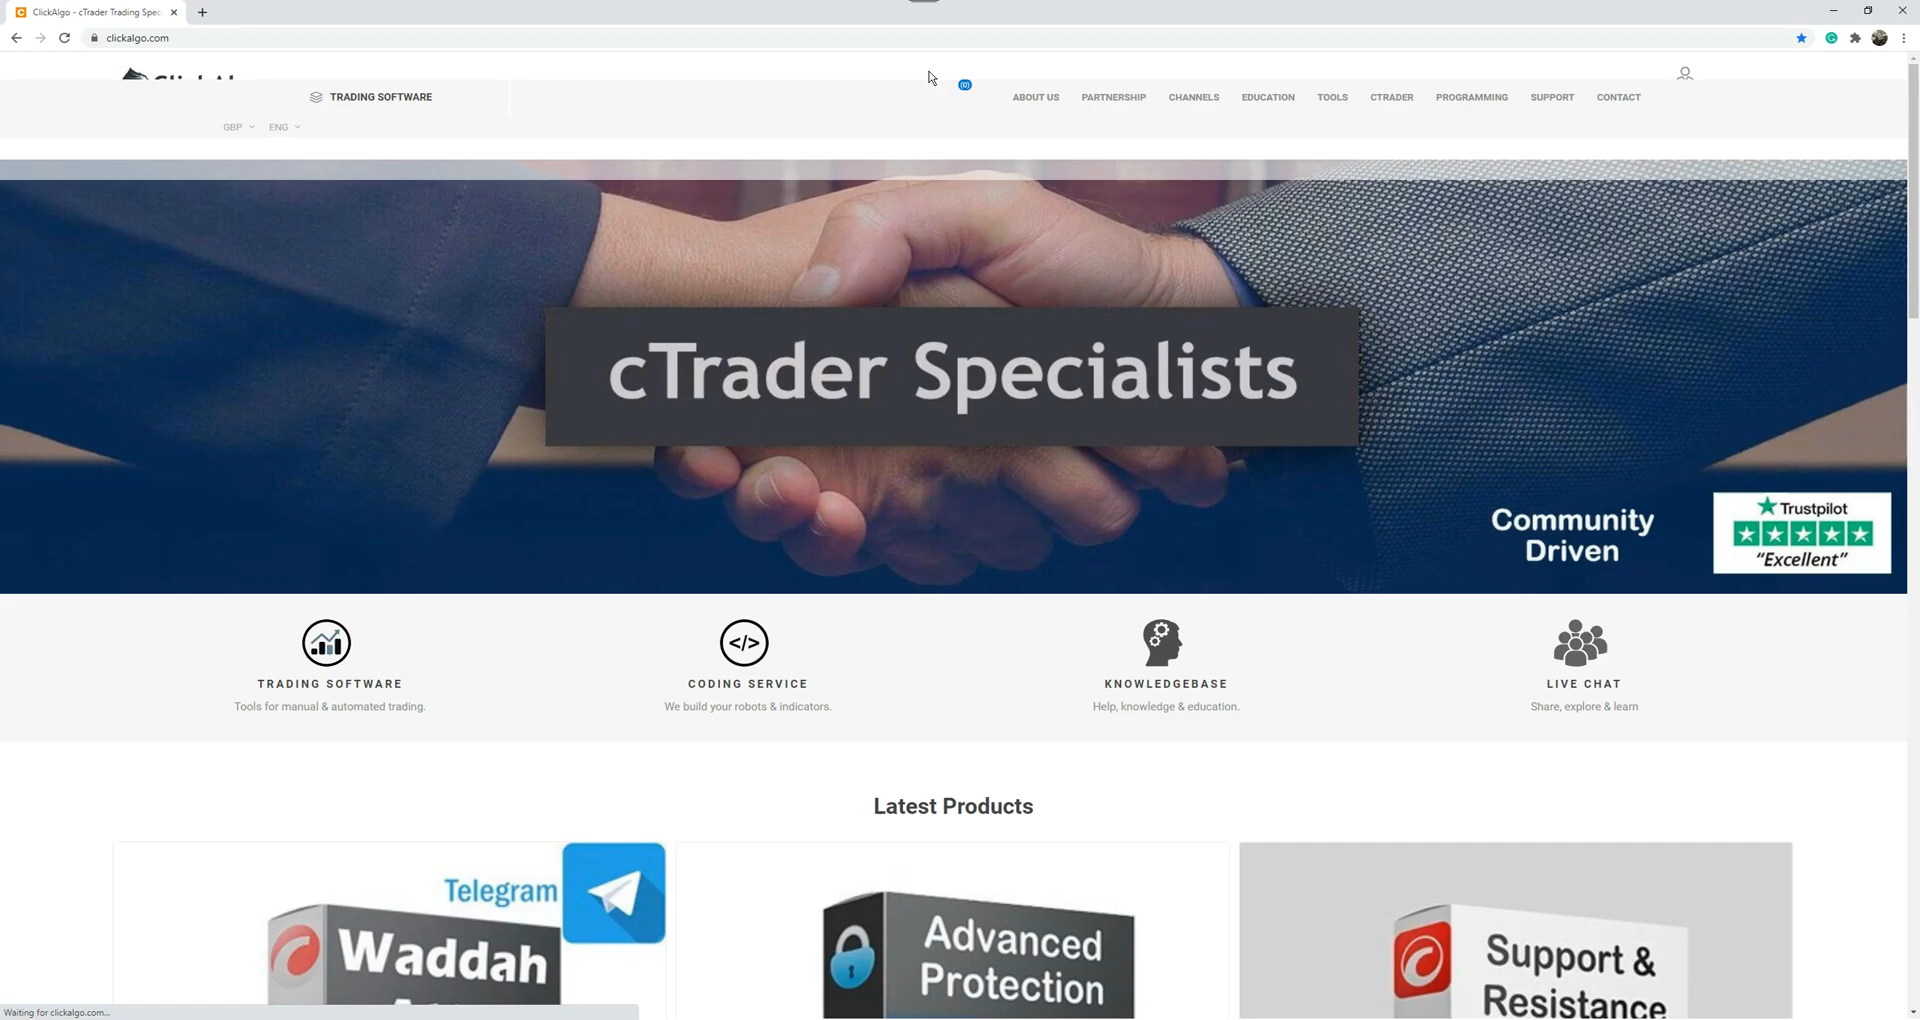 ClickAlgo - cTrader Trading Spec
clickalgo.com
(0)
TRADING SOFTWARE
ABOUT US
PARTNERSHIP
CHANNELS
EDUCATION
TOOLS
CTRADER
PROGRAMMING
SUPPORT
CONTACT
GBP
ENG
cTrader Specialists
Community
Driven
Trustpilot
"Excellent"
TRADING SOFTWARE
Tools for manual & automated trading.
</>
CODING SERVICE
We build your robots & indicators.
KNOWLEDGEBASE
Help, knowledge & education.
LIVE CHAT
Share, explore & learn
Latest Products
Telegram
Waddah
Advanced
Protection
Support &
Resistance
Waiting for clickalgo.com...